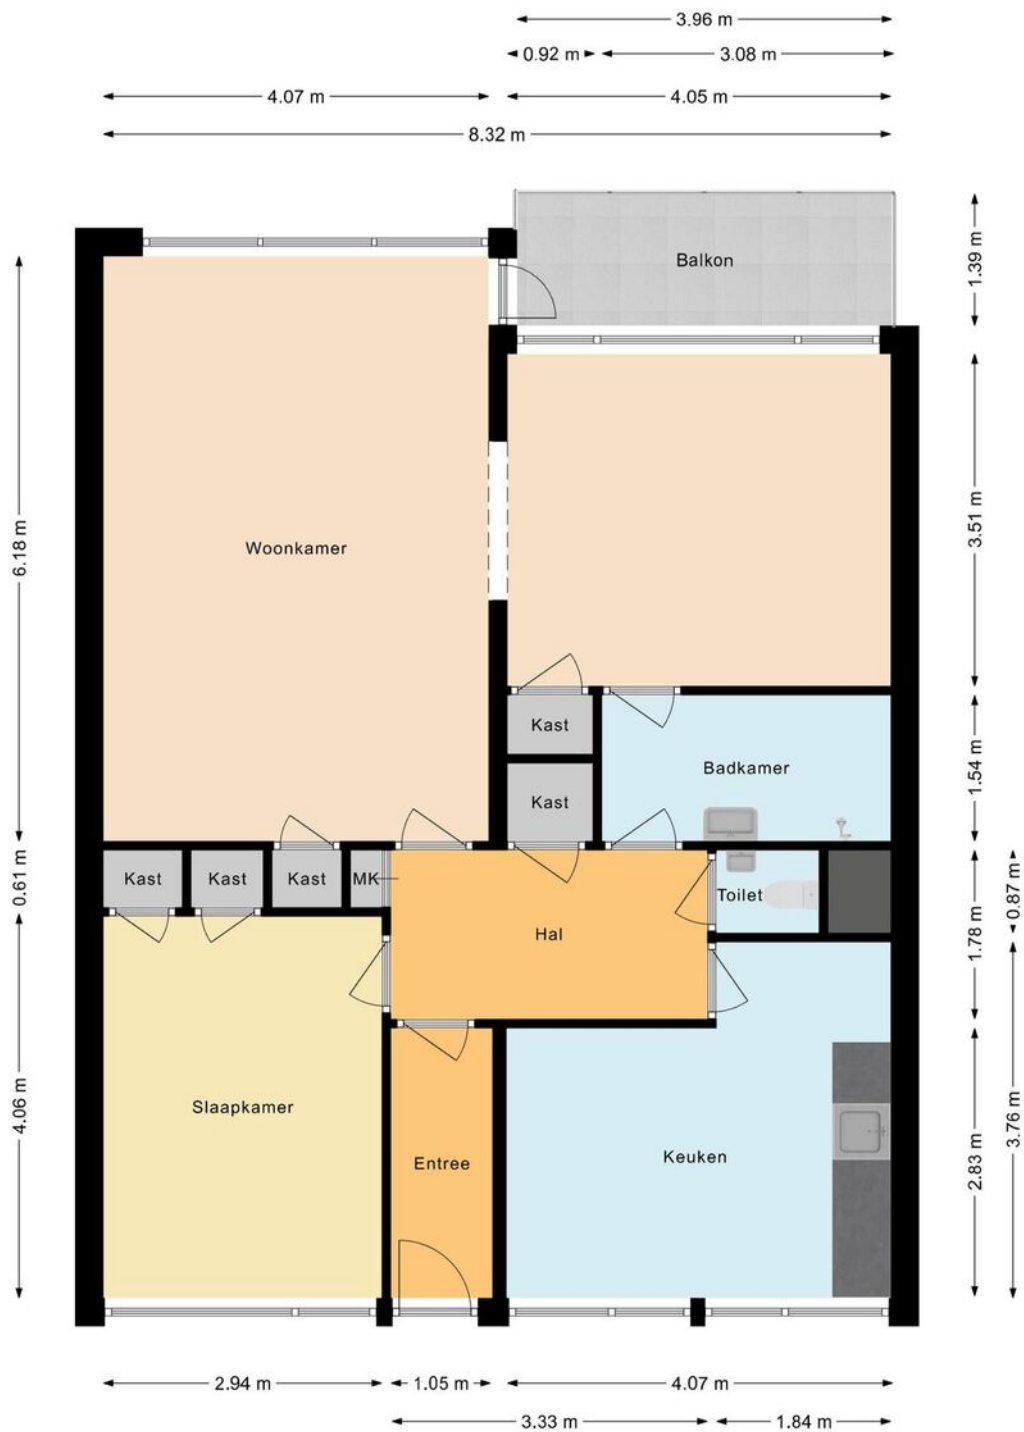 3.96 m
0.92 m
3.08 m
4.07 m
4.05 m
8.32 m
Balkon
1.39 m
6.18 m
Woonkamer
3.51 m
Kast
Badkamer
1.54 m
Kast
0.61 m
Kast
Kast
Kast
MK
Toilet
0.87 m
Hal
1.78 m
4.06 m
Slaapkamer
Entree
Keuken
2.83 m
3.76 m
2.94 m
1.05 m
4.07 m
3.33 m
1.84 m